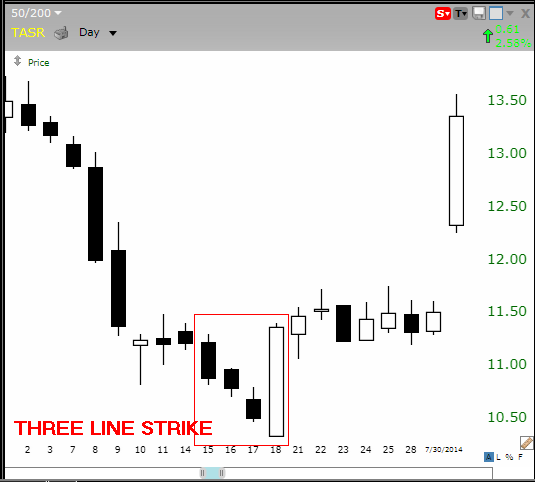 50/200
S T
TASR Day
0.61
2.58%
Price
13.50
13.00
12.50
12.00
11.50
11.00
10.50
THREE LINE STRIKE
2 3 7 8 9 10 11 14 15 16 17 18 21 22 23 24 25 28 7/30/2014
A L % F